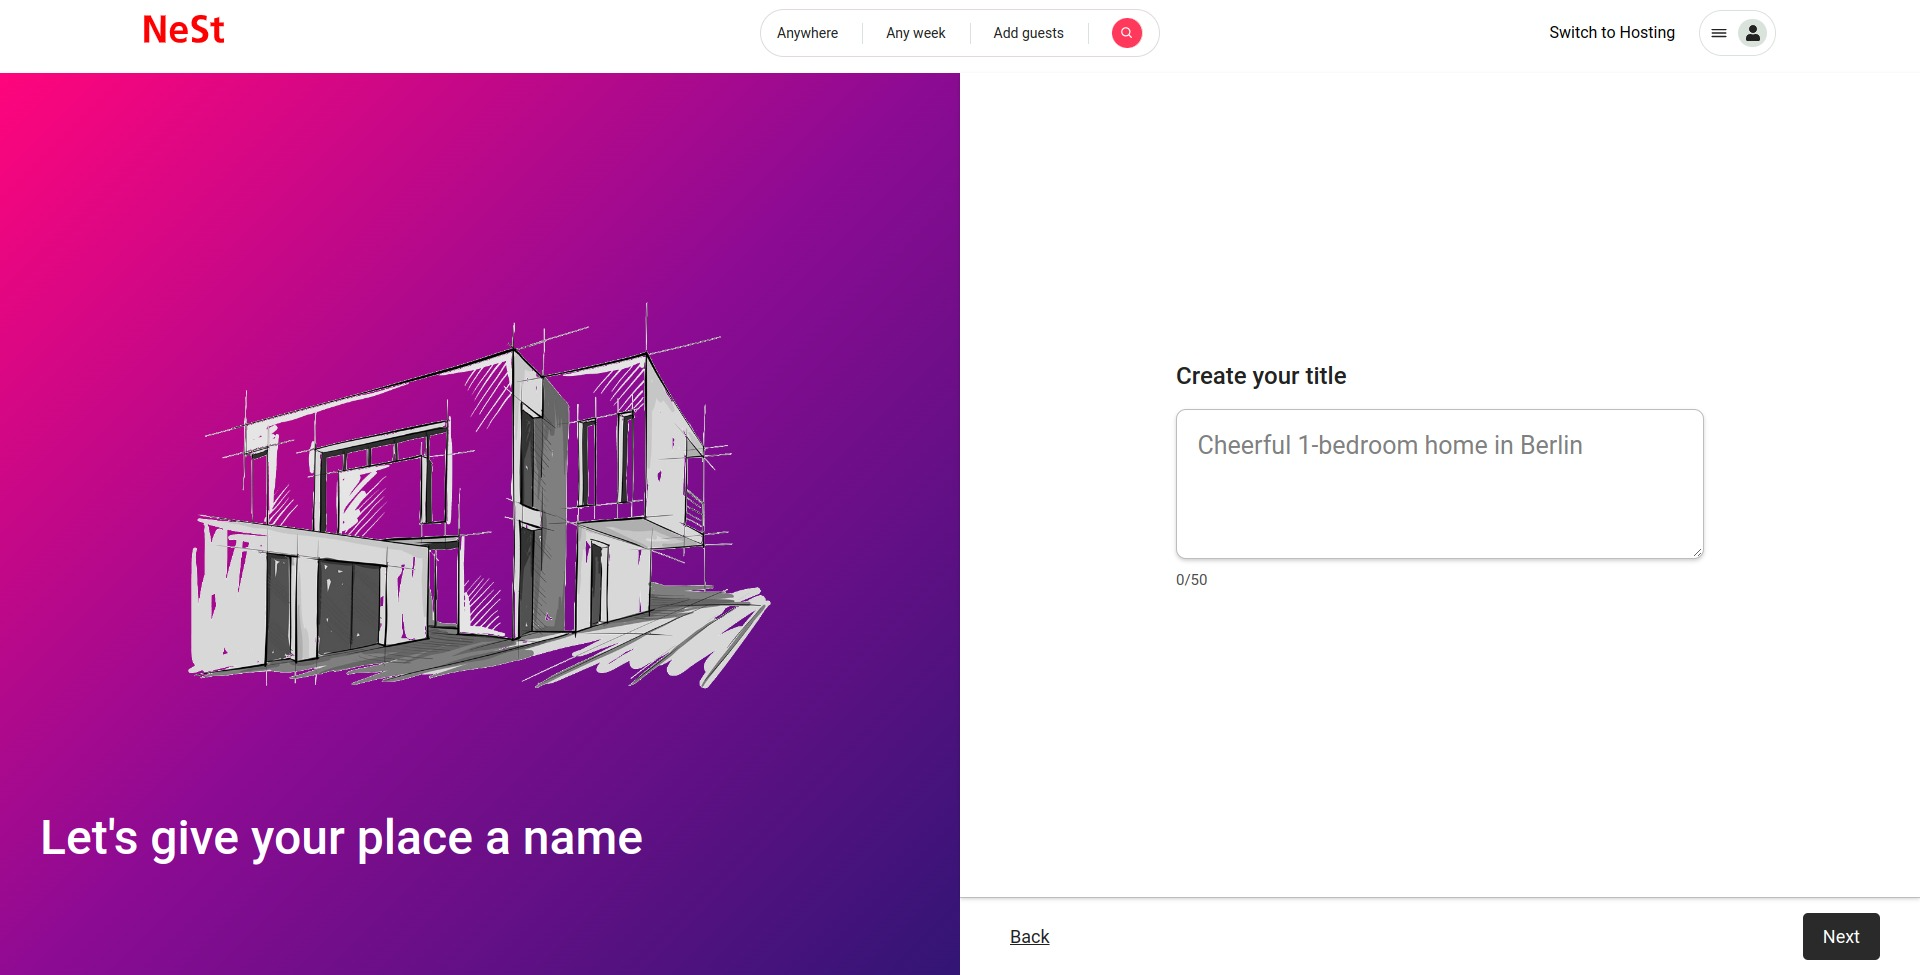 NeSt
Anywhere
Any week
Add guests
Switch to Hosting
Let's give your place a name
Create your title
Cheerful 1-bedroom home in Berlin
0/50
Back
Next